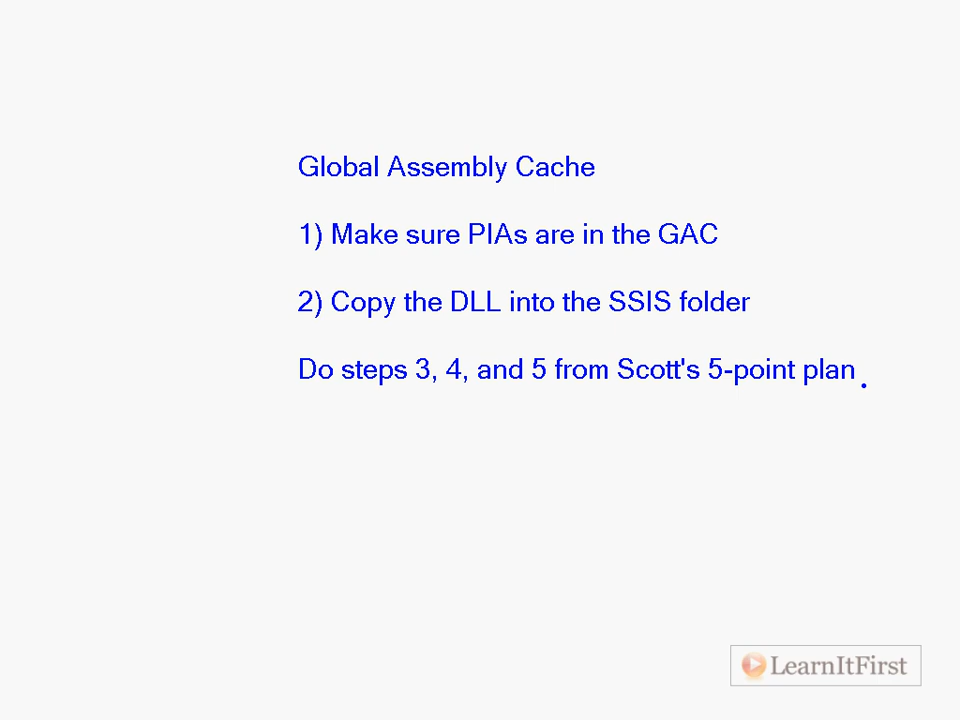 Global Assembly Cache
1) Make sure PIAs are in the GAC
2) Copy the DLL into the SSIS folder
Do steps 3, 4, and 5 from Scott's 5-point plan.
LearnItFirst